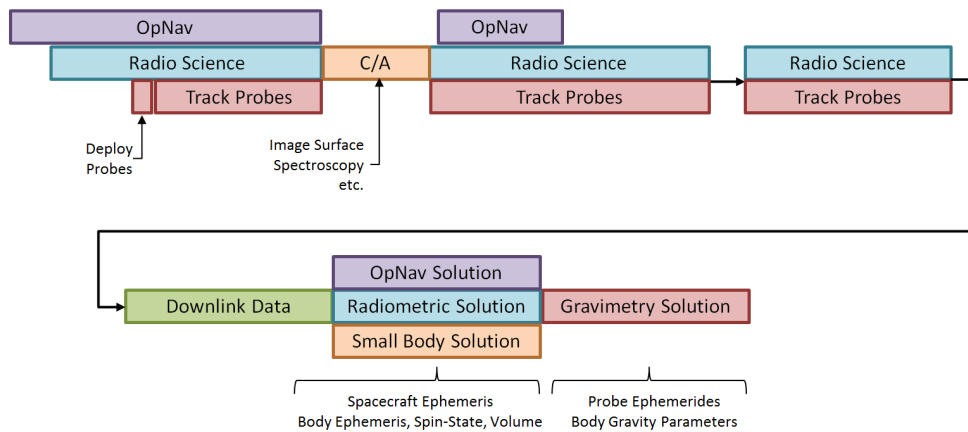 OpNav
OpNav
Radio Science
C/A
Radio Science
Radio Science
Track Probes
Track Probes
Track Probes
Deploy
Probes
Image Surface
Spectroscopy
etc.
OpNav Solution
Downlink Data
Radiometric Solution
Gravimetry Solution
Small Body Solution
Spacecraft Ephemeris
Body Ephemeris, Spin-State, Volume
Probe Ephemerides
Body Gravity Parameters